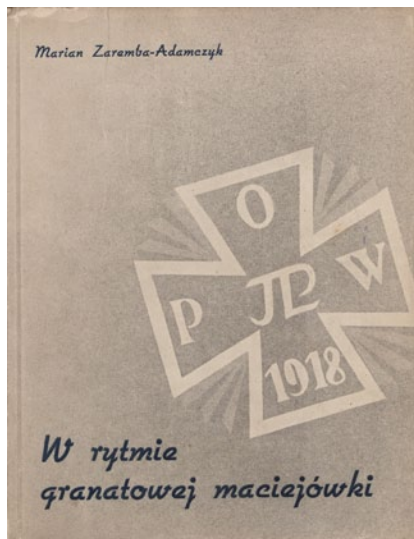 Marian Zaremba-Adamczyk
O
P JP W
1918
W rytmie
granatowej maciejówki